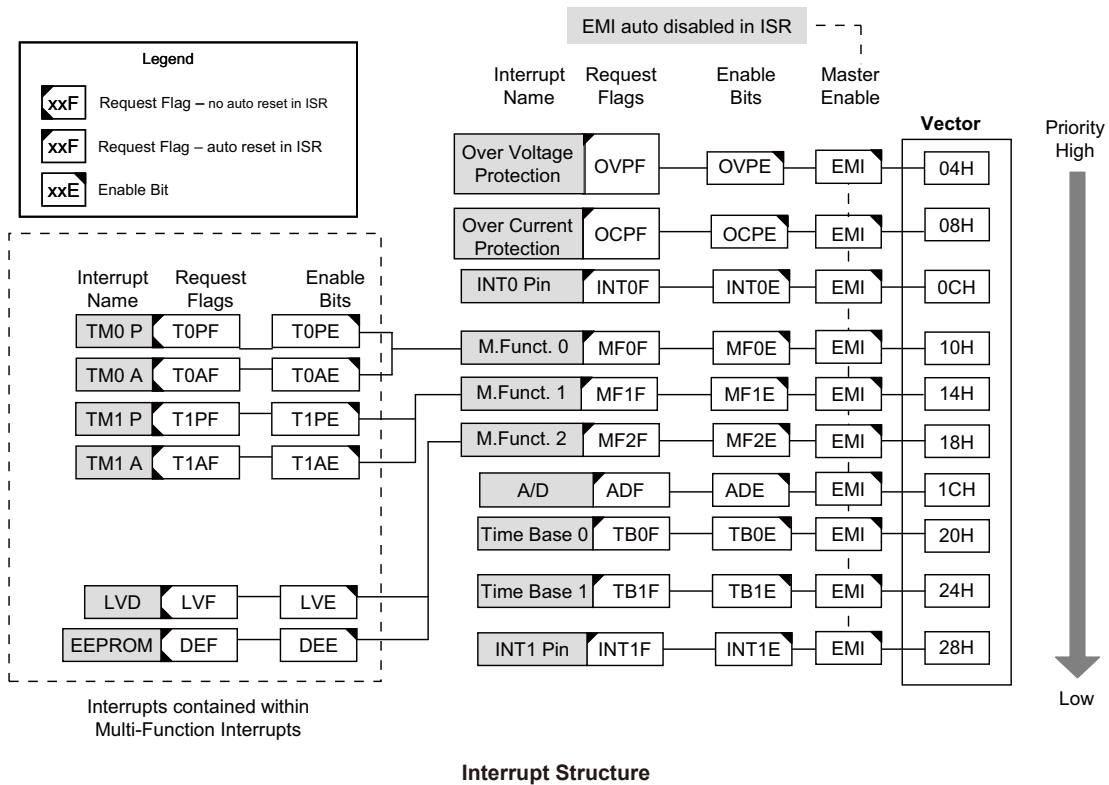 EMI auto disabled in ISR
Legend
xxF Request Flag – no auto reset in ISR
xxF Request Flag – auto reset in ISR
xxE Enable Bit
Interrupt Name
Request Flags
Enable Bits
Master Enable
Vector
Priority High
Over Voltage Protection OVPF OVPE EMI 04H
Over Current Protection OCPF OCPE EMI 08H
INT0 Pin INT0F INT0E EMI 0CH
M.Funct. 0 MF0F MF0E EMI 10H
M.Funct. 1 MF1F MF1E EMI 14H
M.Funct. 2 MF2F MF2E EMI 18H
A/D ADF ADE EMI 1CH
Time Base 0 TB0F TB0E EMI 20H
Time Base 1 TB1F TB1E EMI 24H
INT1 Pin INT1F INT1E EMI 28H
Low
Interrupt Name
Request Flags
Enable Bits
TM0 P T0PF T0PE
TM0 A T0AF T0AE
TM1 P T1PF T1PE
TM1 A T1AF T1AE
LVD LVF LVE
EEPROM DEF DEE
Interrupts contained within
Multi-Function Interrupts
Interrupt Structure